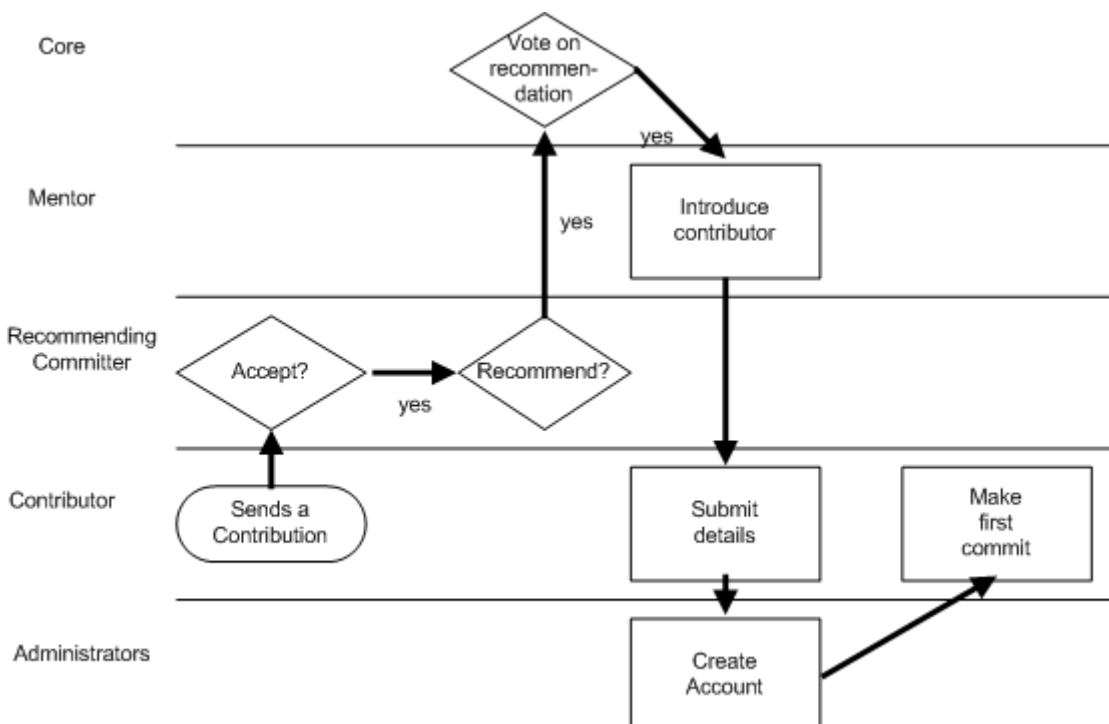 Core
Vote on
recommen-
dation
yes
Mentor
Introduce
contributor
yes
Recommending
Committer
Accept?
yes
Recommend?
Contributor
Sends a
Contribution
Submit
details
Make
first
commit
Administrators
Create
Account